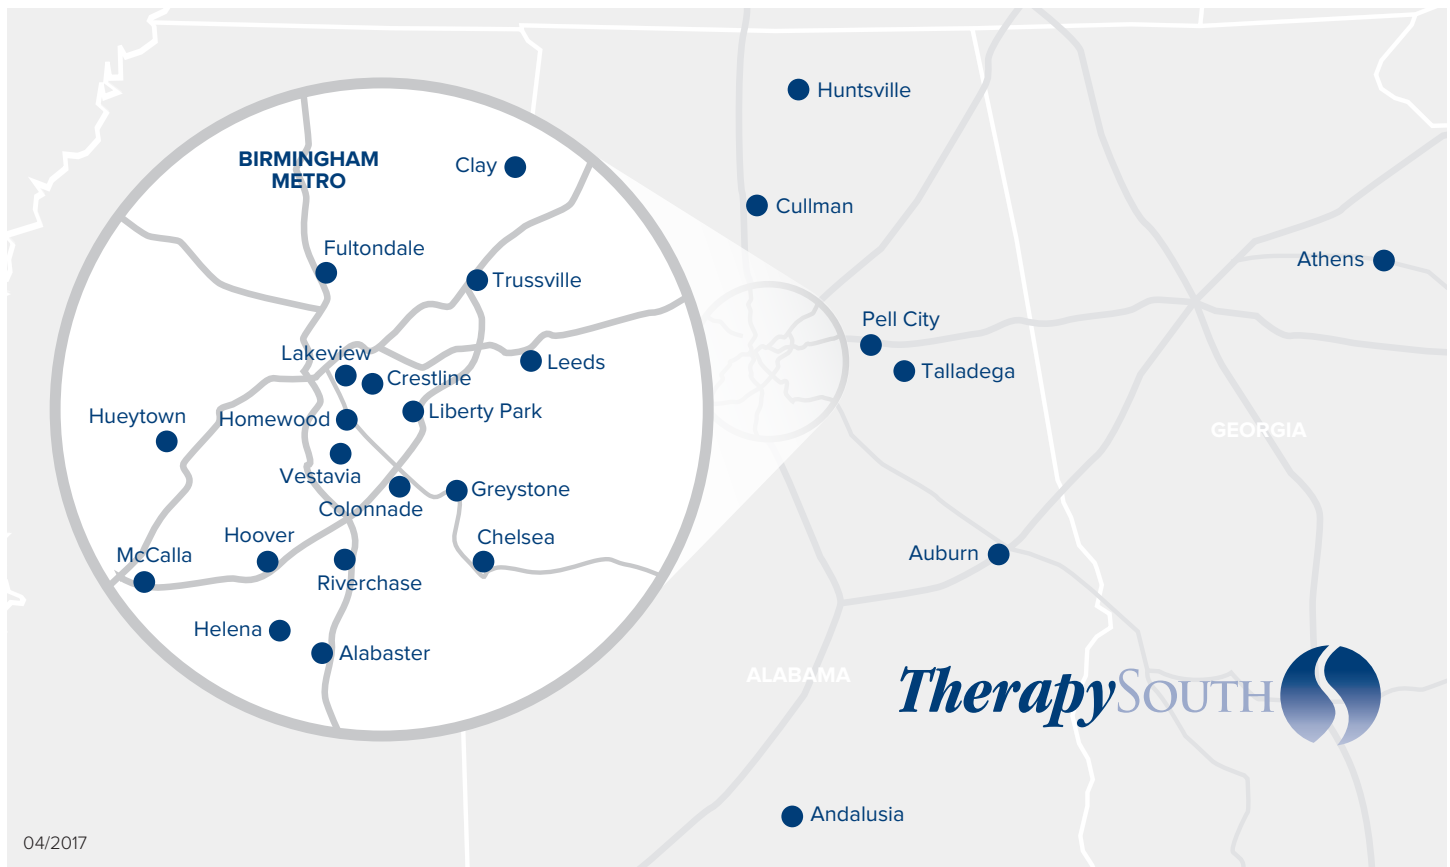 Huntsville
BIRMINGHAM
METRO
Clay
Cullman
Fultondale
Trussville
Athens
Pell City
Lakeview
Leeds
Crestline
Talladega
Hueytown
Homewood
Liberty Park
GEORGIA
Vestavia
Greystone
Colonnade
Hoover
Chelsea
McCalla
Auburn
Riverchase
Helena
Alabaster
ALABAMA
TherapySOUTH
Andalusia
04/2017